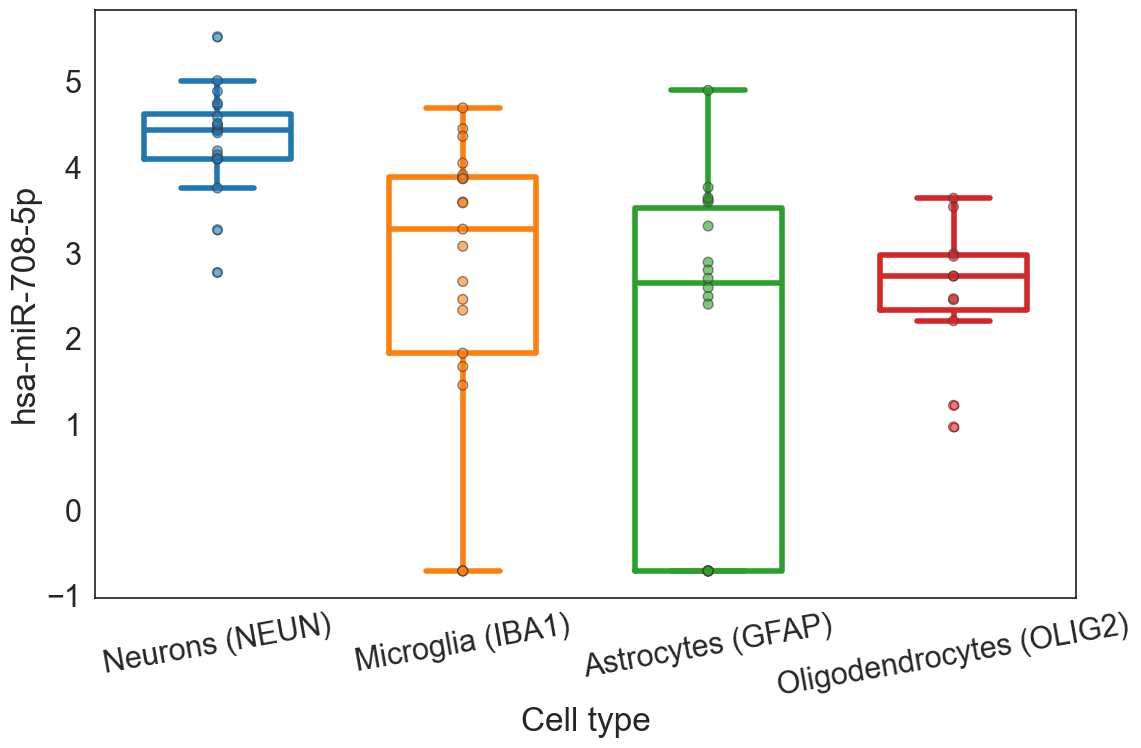 hsa-miR-708-5p
5
4
3
2
1
0
−1
Neurons (NEUN)
Microglia (IBA1)
Astrocytes (GFAP)
Oligodendrocytes (OLIG2)
Cell type